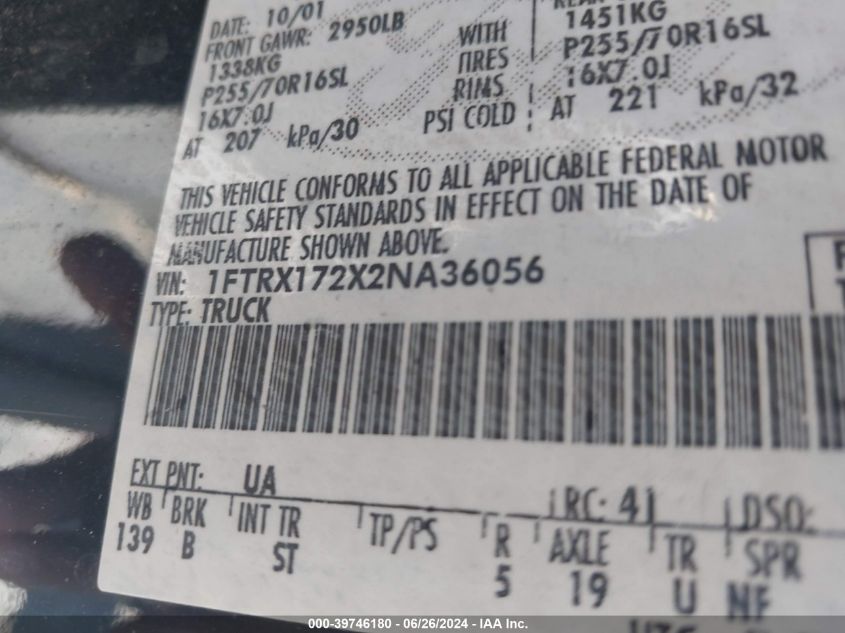 DATE: 10/01
FRONT GAWR: 2950LB
1338KG
P255/70R16SL
16X7.0J
AT 207 kPa/30
WITH
TIRES
RIMS
PSI COLD
1451KG
P255/70R16SL
16X7.0J
AT 221 kPa/32
THIS VEHICLE CONFORMS TO ALL APPLICABLE FEDERAL MOTOR
VEHICLE SAFETY STANDARDS IN EFFECT ON THE DATE OF
MANUFACTURE SHOWN ABOVE.
VIN: 1FTRX172X2NA36056
TYPE: TRUCK
EXT PNT: UA RC: 41 DSO:
WB BRK INT TR TP/PS R AXLE TR SPR
139 B ST 5 19 U NF
000-39746180 - 06/26/2024 - IAA Inc.